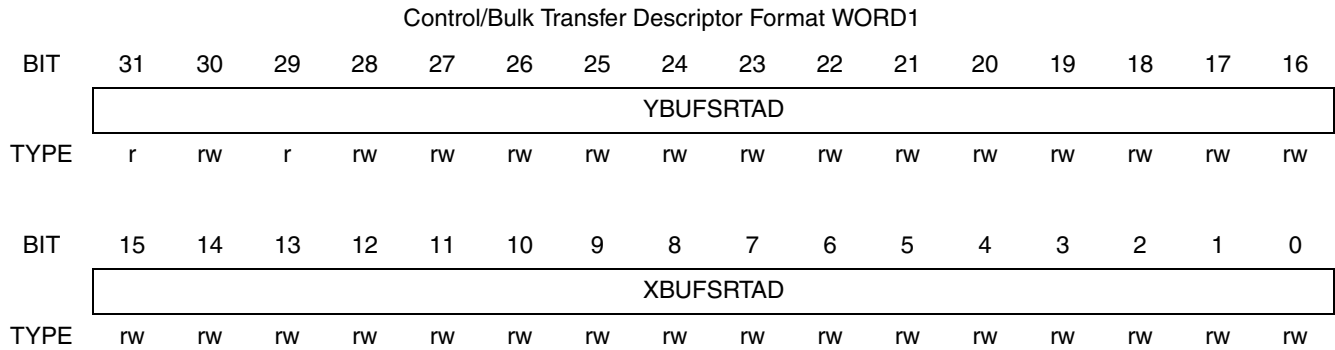 Control/Bulk Transfer Descriptor Format WORD1
BIT 31 30 29 28 27 26 25 24 23 22 21 20 19 18 17 16
YBUFSRTAD
TYPE r rw r rw rw rw rw rw rw rw rw rw rw rw rw rw
BIT 15 14 13 12 11 10 9 8 7 6 5 4 3 2 1 0
XBUFSRTAD
TYPE rw rw rw rw rw rw rw rw rw rw rw rw rw rw rw rw